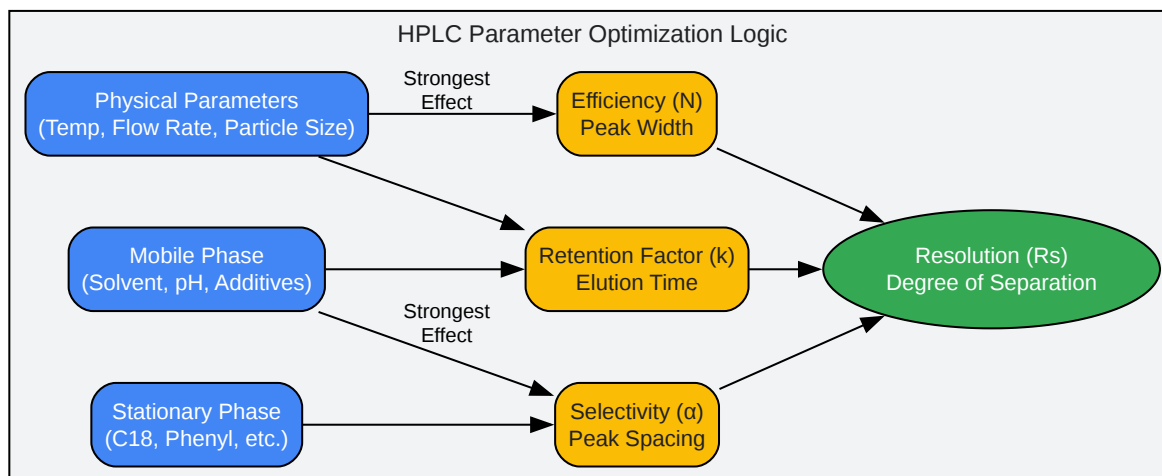 HPLC Parameter Optimization Logic
Physical Parameters
(Temp, Flow Rate, Particle Size)
Strongest
Effect
Efficiency (N)
Peak Width
Mobile Phase
(Solvent, pH, Additives)
Retention Factor (k)
Elution Time
Resolution (Rs)
Degree of Separation
Strongest
Effect
Stationary Phase
(C18, Phenyl, etc.)
Selectivity (α)
Peak Spacing